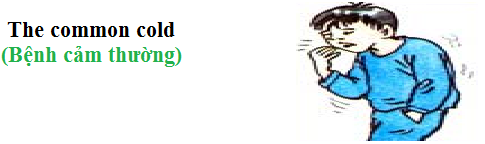 The common cold
(Bệnh cảm thường)